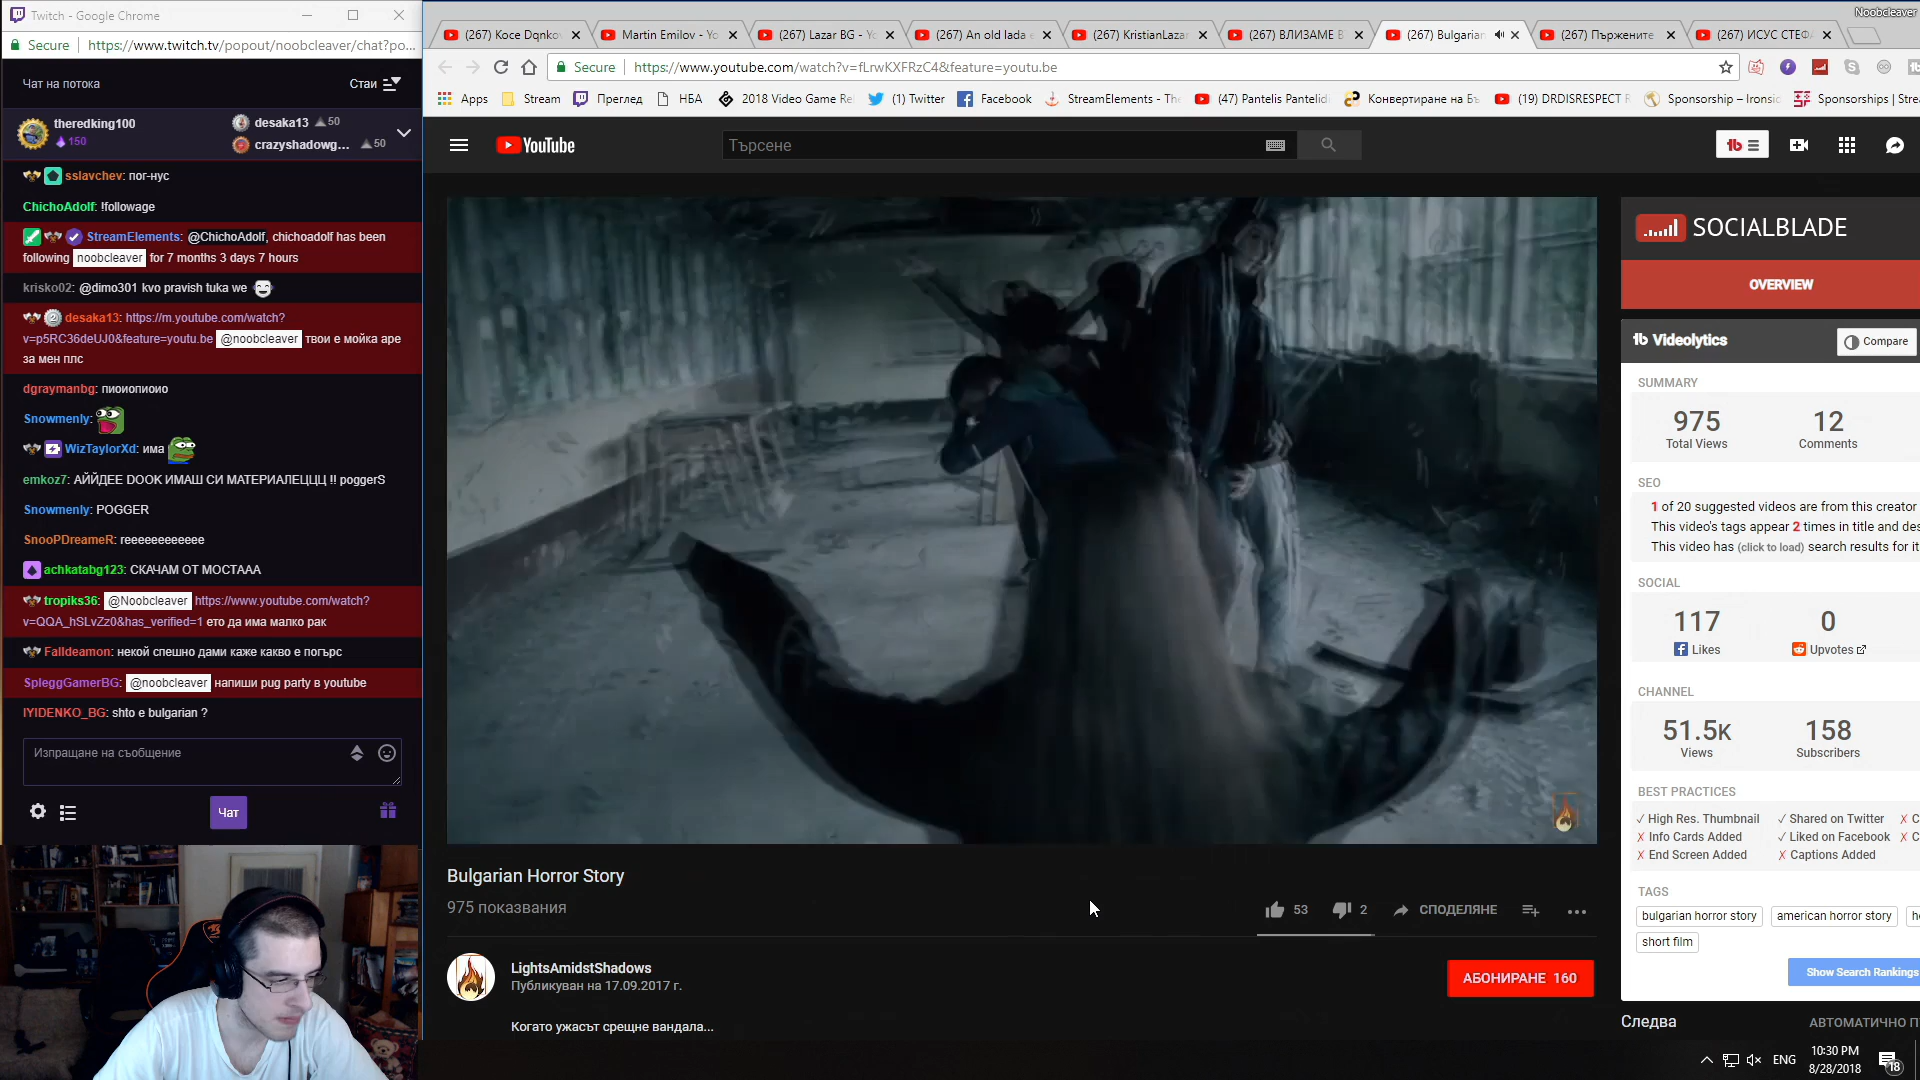 Twitch - Google Chrome
Secure https://www.twitch.tv/popout/noobcleaver/chat?po...
Чат на потока
Стаи
theredking100
150
desaka13 50
crazyshadowg... 50
sslavchev: пог-нус
ChichoAdolf: !followage
StreamElements: @ChichoAdolf, chichoadolf has been
following noobcleaver for 7 months 3 days 7 hours
krisko02: @dimo301 kvo pravish tuka we
desaka13: https://m.youtube.com/watch?
v=p5RC36deUJ0&feature=youtu.be @noobcleaver твои е мойка аре
за мен плс
dgraymanbg: пиоиопиоио
Snowmenly:
WizTaylorXd: има
emkoz7: АЙЙДЕЕ DOOK ИМАШ СИ МАТЕРИАЛЕЦЦЦ !! poggerS
Snowmenly: POGGER
SnooPDreameR: reeeeeeeeeeee
achkatabg123: СКАЧАМ ОТ МОСТААА
tropiks36: @Noobcleaver https://www.youtube.com/watch?
v=QQA_hSLvZz0&has_verified=1 ето да има малко рак
Falldeamon: некой спешно дами каже какво е погърс
SpleggGamerBG: @noobcleaver напиши pug party в youtube
IYIDENKO_BG: shto e bulgarian ?
Изпращане на съобщение
Чат
Noobcleaver
(267) Koce Dqnkov
Martin Emilov - Yo
(267) Lazar BG - Yo
(267) An old lada e
(267) KristianLazar
(267) ВЛИЗАМЕ В
(267) Bulgarian
(267) Пържените
(267) ИСУС СТЕФА
Secure https://www.youtube.com/watch?v=fLrwKXFRzC4&feature=youtu.be
Apps Stream Преглед НБА 2018 Video Game Re (1) Twitter Facebook StreamElements - The (47) Pantelis Pantelidi Конвертиране на Бъ (19) DRDISRESPECT Sponsorship – Ironsi Sponsorships | Strea
YouTube
Търсене
SOCIALBLADE
OVERVIEW
Videolytics
Compare
SUMMARY
975 12
Total Views Comments
SEO
1 of 20 suggested videos are from this creator
This video's tags appear 2 times in title and des
This video has (click to load) search results for it
SOCIAL
117 0
Likes Upvotes
CHANNEL
51.5K 158
Views Subscribers
BEST PRACTICES
✓ High Res. Thumbnail ✓ Shared on Twitter ✗ C
✗ Info Cards Added ✓ Liked on Facebook ✗ C
✗ End Screen Added ✗ Captions Added
TAGS
bulgarian horror story american horror story
short film
Show Search Rankings
Bulgarian Horror Story
975 показвания
53 2 СПОДЕЛЯНЕ
LightsAmidstShadows
Публикуван на 17.09.2017 г.
АБОНИРАНЕ 160
Когато ужасът срещне вандала...
Следва АВТОМАТИЧНО П
ENG
10:30 PM
8/28/2018
18